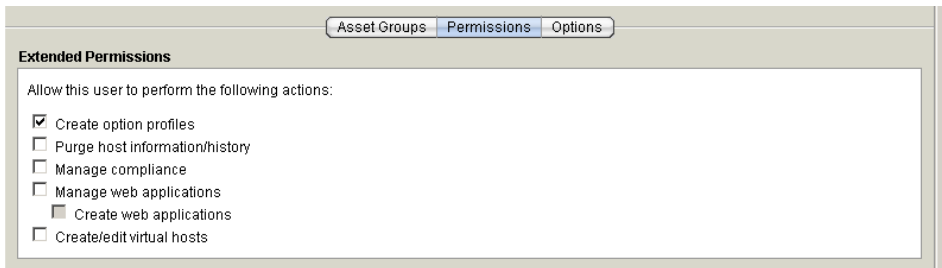 Asset Groups Permissions Options
Extended Permissions
Allow this user to perform the following actions:
Create option profiles
Purge host information/history
Manage compliance
Manage web applications
Create web applications
Create/edit virtual hosts